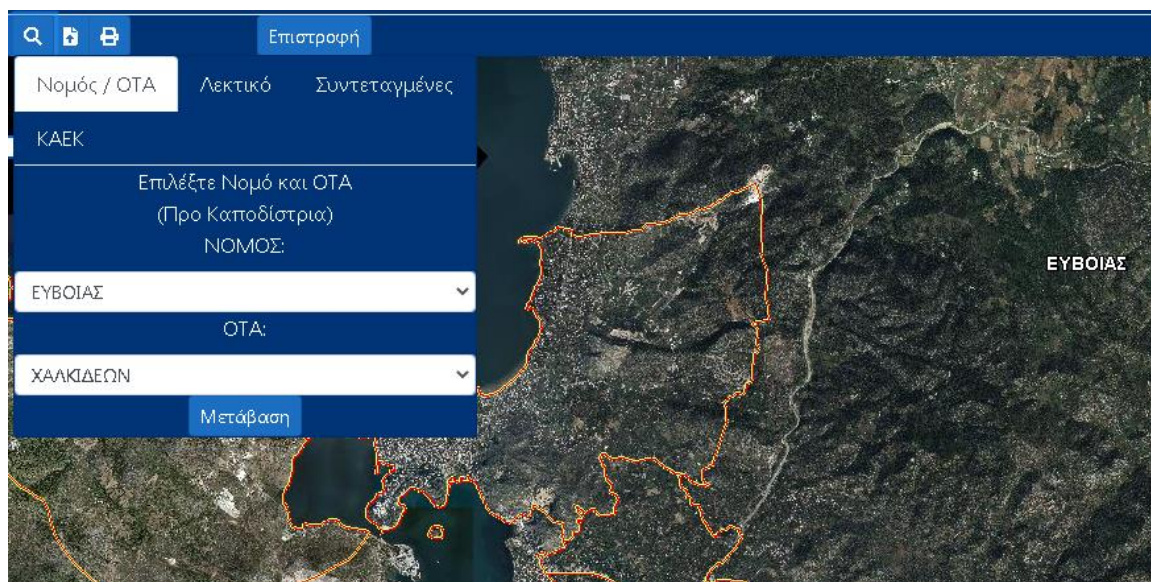 Επιστροφή
Νομός / ΟΤΑ Λεκτικό Συντεταγμένες
ΚΑΕΚ
Επιλέξτε Νομό και ΟΤΑ
(Προ Καποδίστρια)
ΝΟΜΟΣ:
ΕΥΒΟΙΑΣ
ΟΤΑ:
ΧΑΛΚΙΔΕΩΝ
Μετάβαση
ΕΥΒΟΙΑΣ